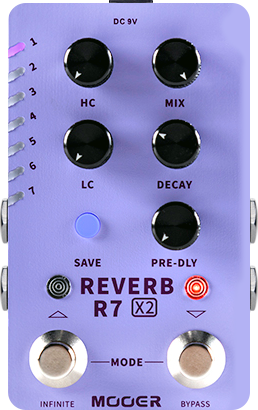 DC 9V
1
2
3
4
5
6
7
HC MIX
LC DECAY
SAVE PRE-DLY
REVERB
R7 X2
MODE
INFINITE MOOER BYPASS